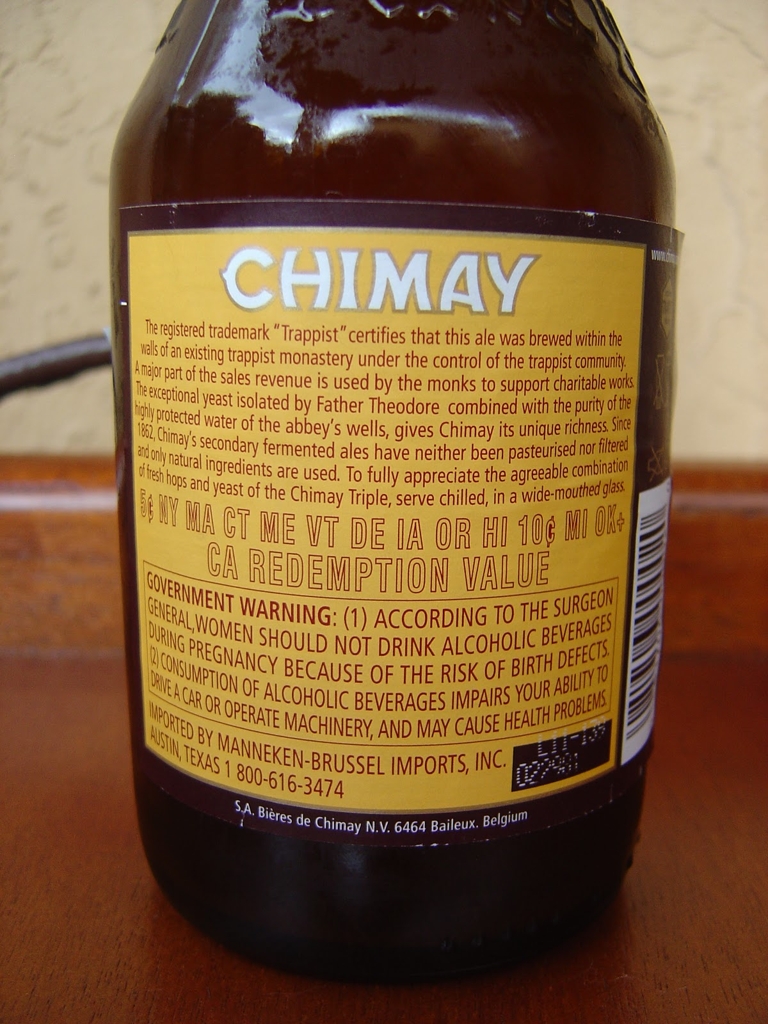 CHIMAY
www.chim
The registered trademark "Trappist" certifies that this ale was brewed within the
walls of an existing trappist monastery under the control of the trappist community.
A major part of the sales revenue is used by the monks to support charitable works.
The exceptional yeast isolated by Father Theodore combined with the purity of the
highly protected water of the abbey's wells, gives Chimay its unique richness. Since
1862, Chimay's secondary fermented ales have neither been pasteurised nor filtered
and only natural ingredients are used. To fully appreciate the agreeable combination
of fresh hops and yeast of the Chimay Triple, serve chilled, in a wide-mouthed glass.
5¢ NY MA CT ME VT DE IA OR HI 10¢ MI OK+
CA REDEMPTION VALUE
GOVERNMENT WARNING: (1) ACCORDING TO THE SURGEON
GENERAL, WOMEN SHOULD NOT DRINK ALCOHOLIC BEVERAGES
DURING PREGNANCY BECAUSE OF THE RISK OF BIRTH DEFECTS.
(2) CONSUMPTION OF ALCOHOLIC BEVERAGES IMPAIRS YOUR ABILITY TO
DRIVE A CAR OR OPERATE MACHINERY, AND MAY CAUSE HEALTH PROBLEMS.
IMPORTED BY MANNEKEN-BRUSSEL IMPORTS, INC.
AUSTIN, TEXAS 1 800-616-3474
S.A. Bières de Chimay N.V. 6464 Baileux. Belgium